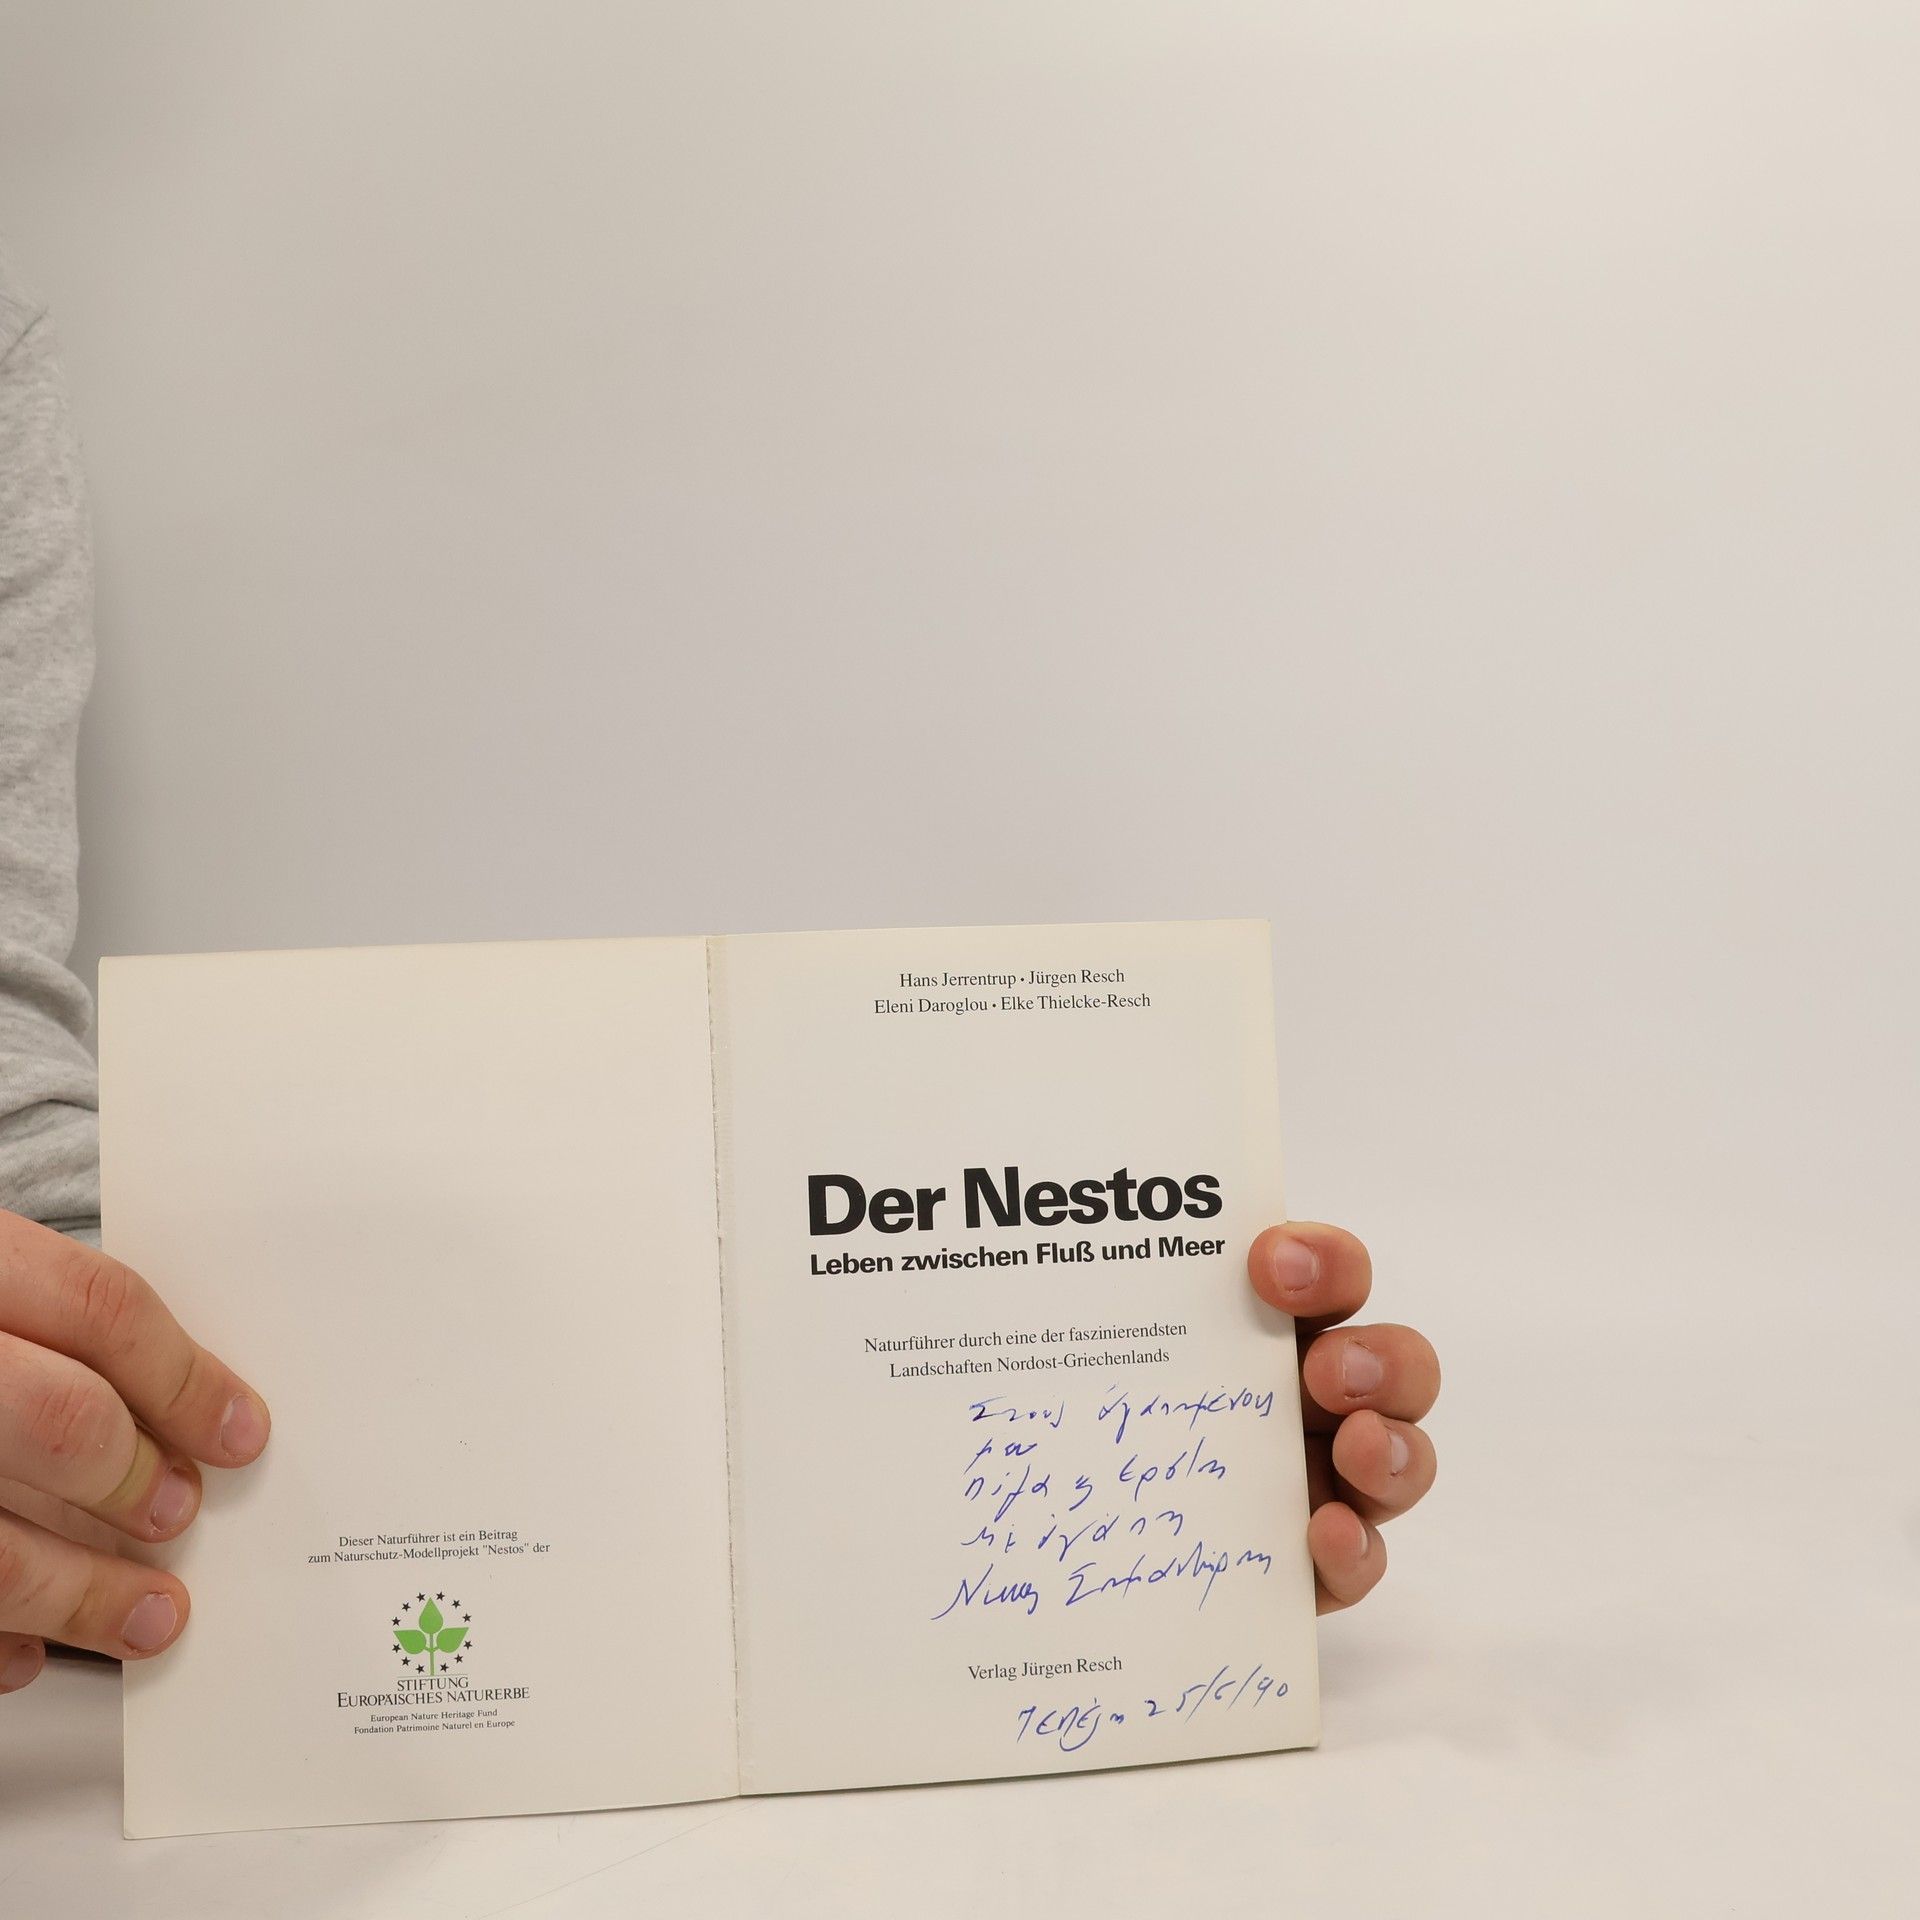 Dieser Naturführer ist ein Beitrag
zum Naturschutz-Modellprojekt "Nestos" der
STIFTUNG
EUROPÄISCHES NATURERBE
European Nature Heritage Fund
Fondation Patrimoine Naturel en Europe
Hans Jerrentrup • Jürgen Resch
Eleni Daroglou • Elke Thielcke-Resch
Der Nestos
Leben zwischen Fluß und Meer
Naturführer durch eine der faszinierendsten
Landschaften Nordost-Griechenlands
Στους ἀγαπημένους
μου
με ἀγάπη
Verlag Jürgen Resch
25/6/90